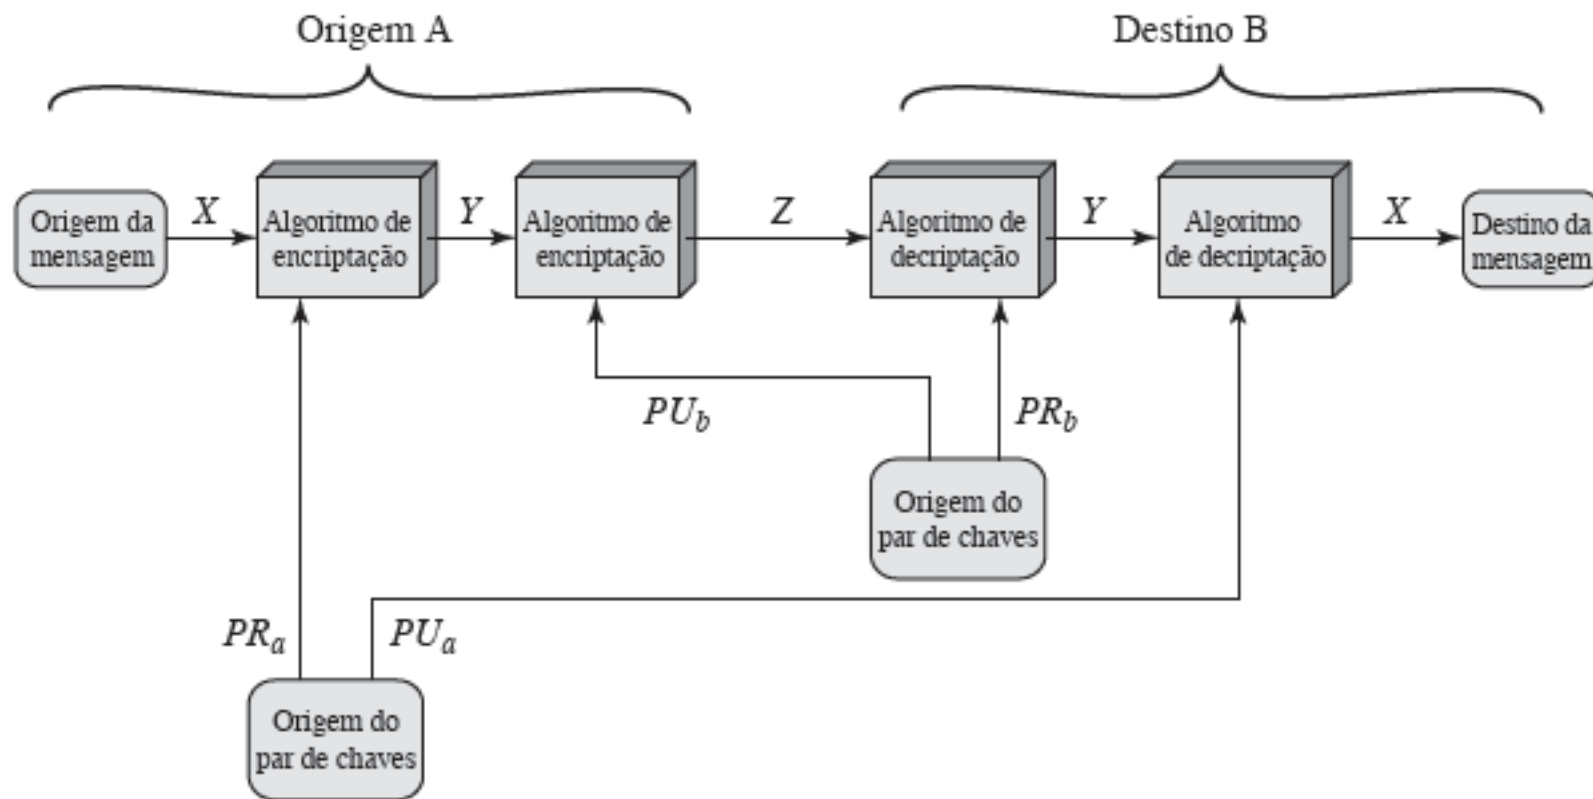 Origem A
Destino B
Origem da
mensagem
X
Algoritmo de
encriptação
Y
Algoritmo de
encriptação
Z
Algoritmo de
decriptação
Y
Algoritmo
de decriptação
X
Destino da
mensagem
PUb
PRb
Origem do
par de chaves
PRa
PUa
Origem do
par de chaves